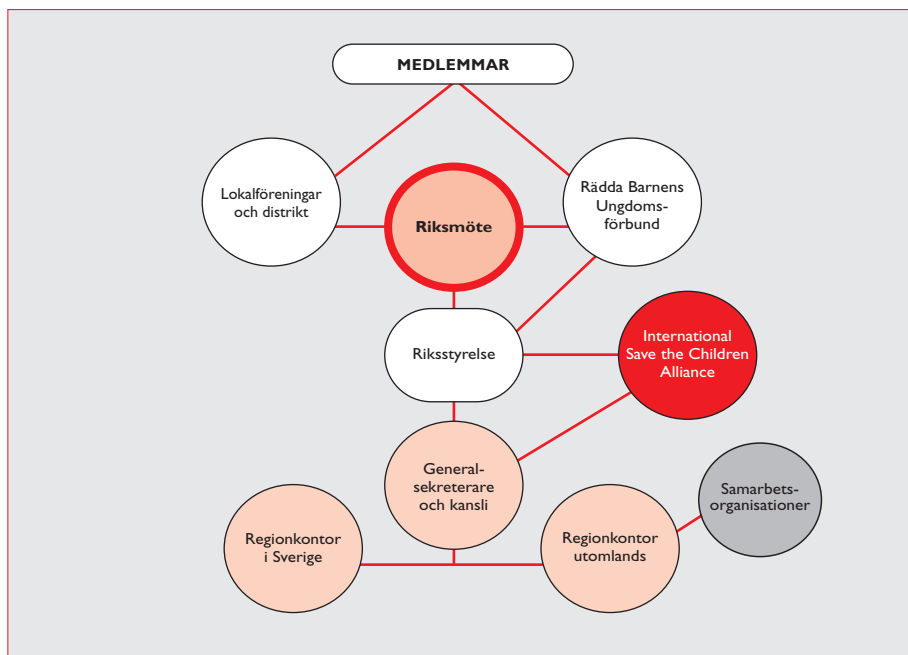 MEDLEMMAR
Lokalföreningar
och distrikt
Riksmöte
Rädda Barnens
Ungdoms-
förbund
Riksstyrelse
International
Save the Children
Alliance
General-
sekreterare
och kansli
Samarbets-
organisationer
Regionkontor
i Sverige
Regionkontor
utomlands